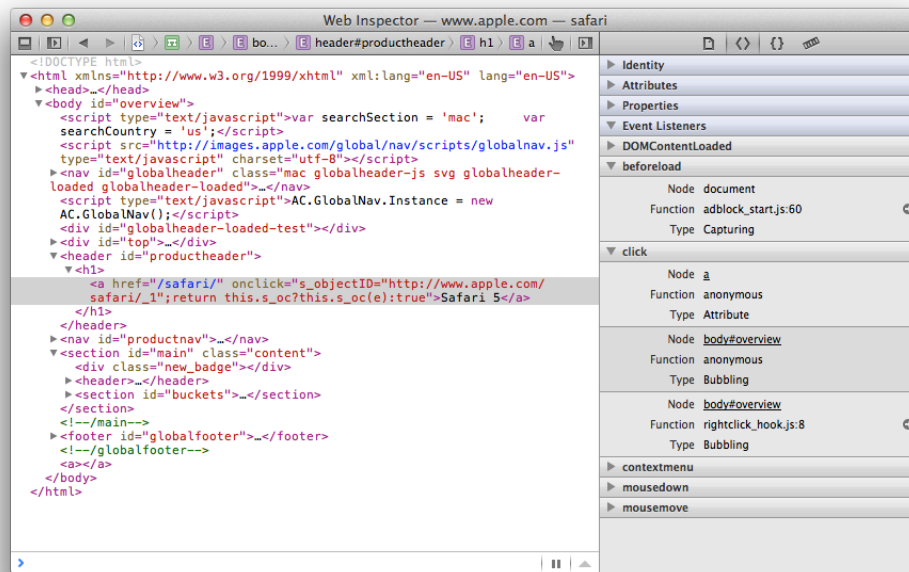 Web Inspector — www.apple.com — safari
E E bo... E header#productheader E h1 E a
<!DOCTYPE html>
<html xmlns="http://www.w3.org/1999/xhtml" xml:lang="en-US" lang="en-US">
<head>…</head>
<body id="overview">
<script type="text/javascript">var searchSection = 'mac';      var
searchCountry = 'us';</script>
<script src="http://images.apple.com/global/nav/scripts/globalnav.js"
type="text/javascript" charset="utf-8"></script>
<nav id="globalheader" class="mac globalheader-js svg globalheader-
loaded globalheader-loaded">…</nav>
<script type="text/javascript">AC.GlobalNav.Instance = new
AC.GlobalNav();</script>
<div id="globalheader-loaded-test"></div>
<div id="top">…</div>
<header id="productheader">
<h1>
<a href="/safari/" onclick="s_objectID="http://www.apple.com/
safari/_1";return this.s_oc?this.s_oc(e):true">Safari 5</a>
</h1>
</header>
<nav id="productnav">…</nav>
<section id="main" class="content">
<div class="new_badge"></div>
<header>…</header>
<section id="buckets">…</section>
</section>
<!--/main-->
<footer id="globalfooter">…</footer>
<!--/globalfooter-->
<a></a>
</body>
</html>
Identity
Attributes
Properties
Event Listeners
DOMContentLoaded
beforeload
Node document
Function adblock_start.js:60
Type Capturing
click
Node a
Function anonymous
Type Attribute
Node body#overview
Function anonymous
Type Bubbling
Node body#overview
Function rightclick_hook.js:8
Type Bubbling
contextmenu
mousedown
mousemove